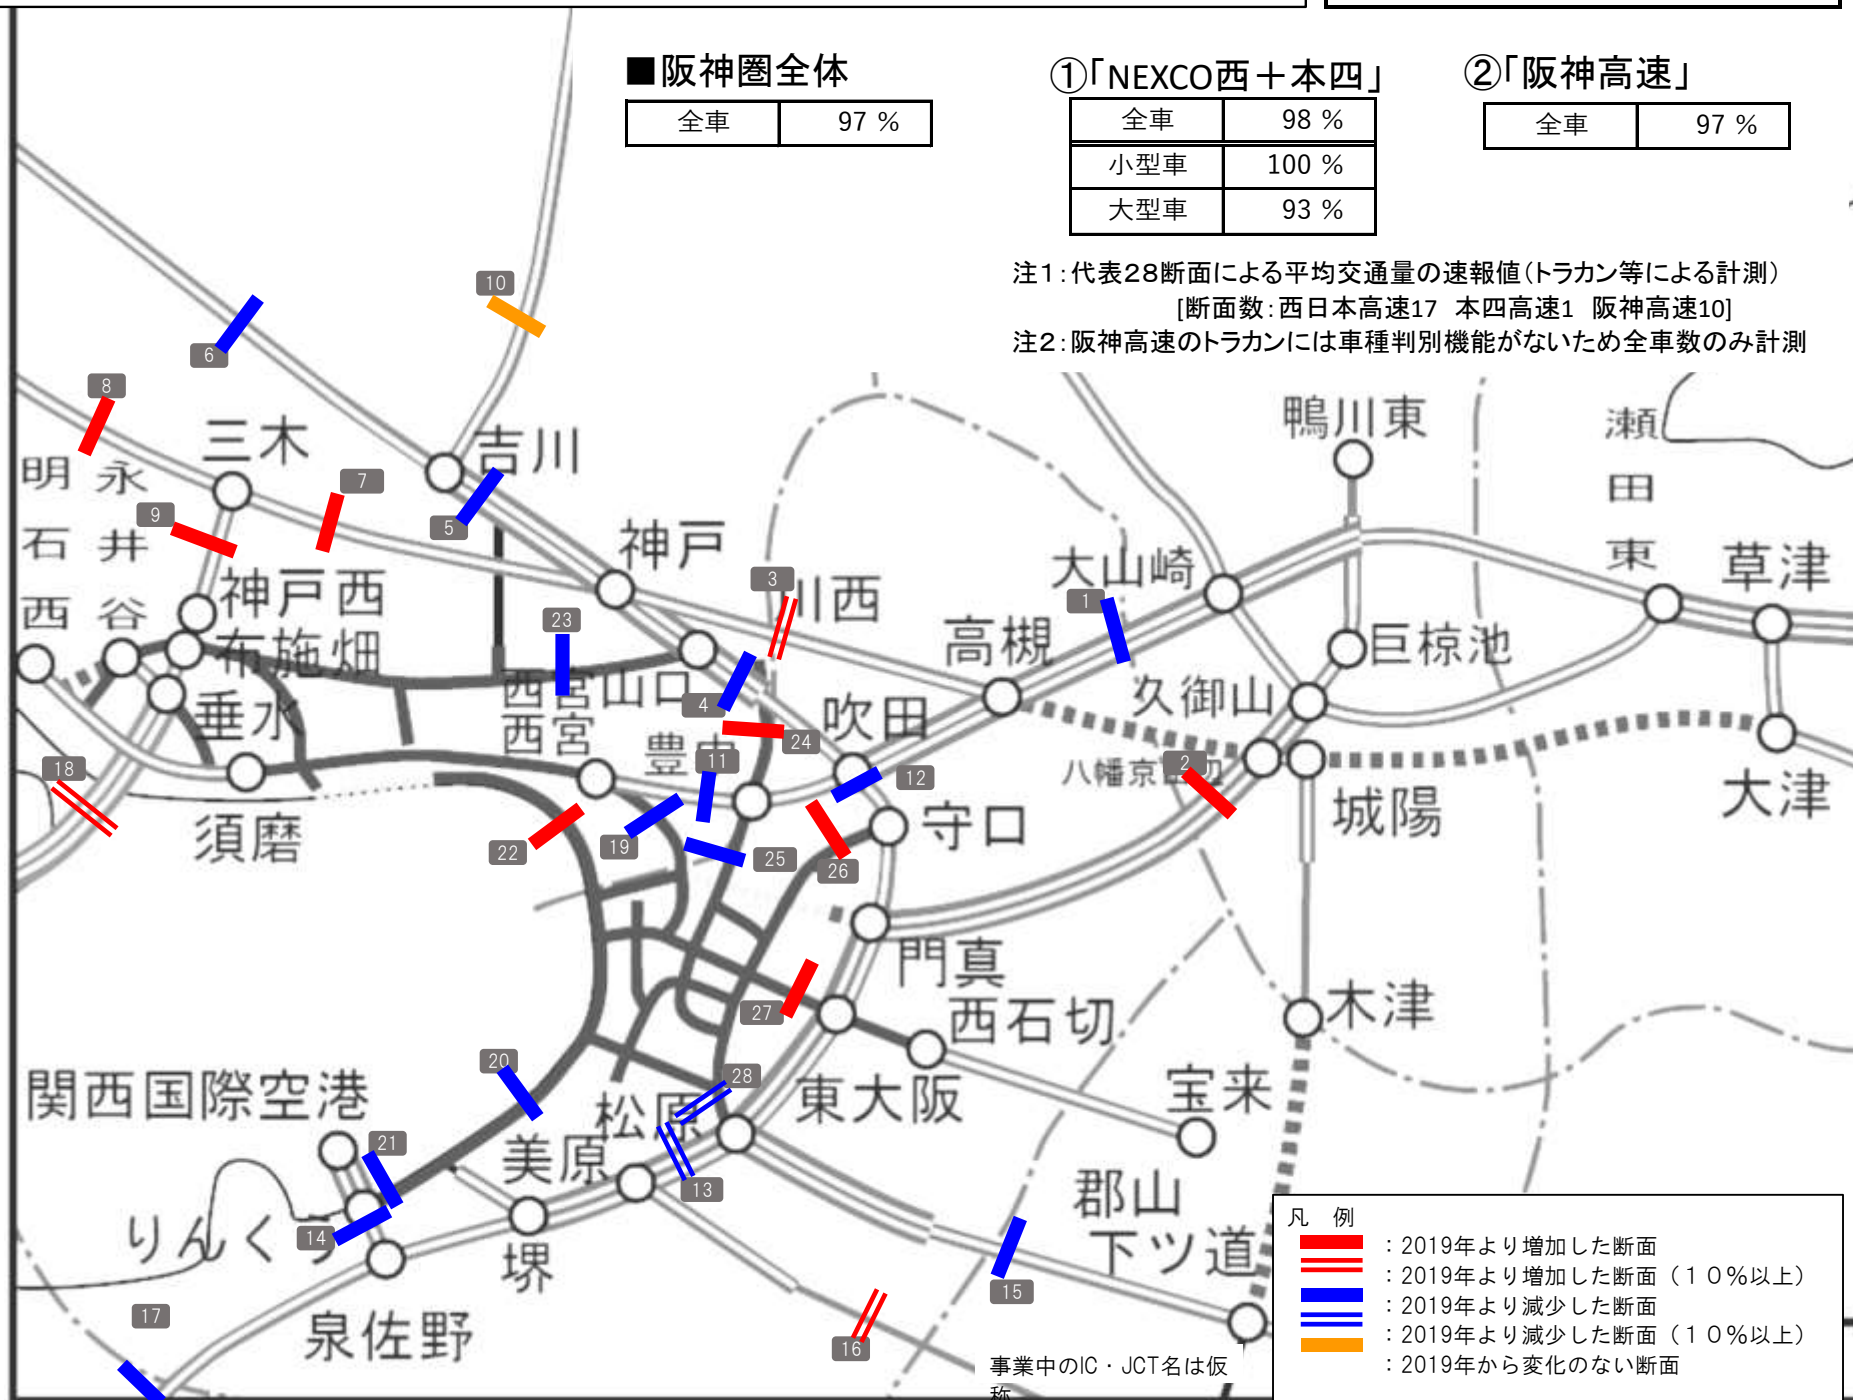 ■阪神圏全体
全車 97 %
①「NEXCO西＋本四」
全車 98 %
小型車 100 %
大型車 93 %
②「阪神高速」
全車 97 %
注1：代表28断面による平均交通量の速報値（トラカン等による計測）
[断面数：西日本高速17 本四高速1 阪神高速10]
注2：阪神高速のトラカンには車種判別機能がないため全車数のみ計測
10
6
8
三木
吉川
鴨川東
瀬田東
明石西
永井谷
7
9
5
神戸
大山崎
草津
神戸西
3
川西
1
布施畑
23
高槻
巨椋池
西宮山口
4
久御山
垂水
西宮
吹田
24
豊中
11
12
18
八幡京田辺
2
大津
須磨
守口
城陽
22
19
25
26
門真
27
西石切
木津
20
28
関西国際空港
松原
東大阪
宝来
21
美原
13
郡山
りんくう
14
堺
下ツ道
15
17
泉佐野
16
事業中のIC・JCT名は仮
称
凡 例
：2019年より増加した断面
：2019年より増加した断面（１０％以上）
：2019年より減少した断面
：2019年より減少した断面（１０％以上）
：2019年から変化のない断面